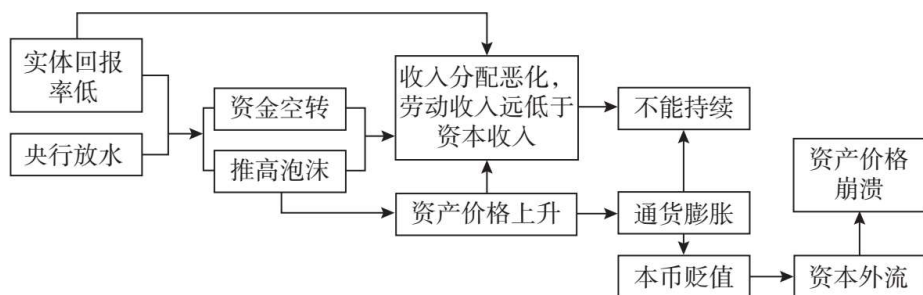 实体回报
率低
央行放水
资金空转
推高泡沫
收入分配恶化，
劳动收入远低于
资本收入
资产价格上升
不能持续
通货膨胀
本币贬值
资产价格
崩溃
资本外流